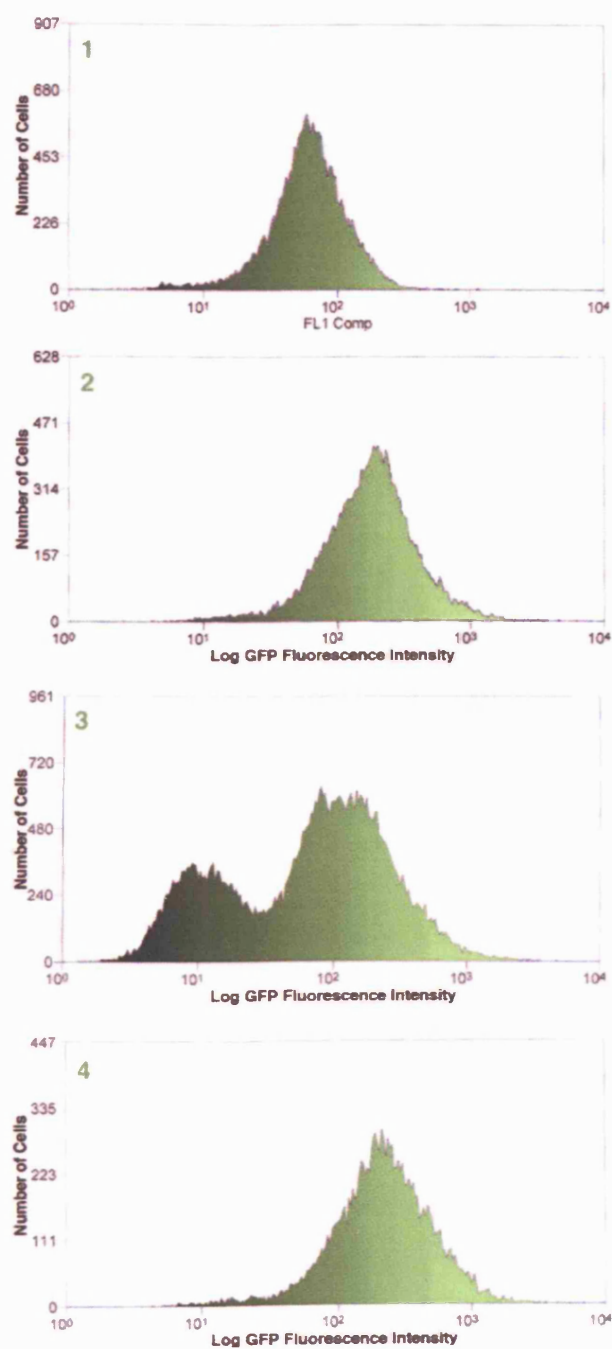 1
Number of Cells
907
680
453
226
0
10⁰ 10¹ 10² 10³ 10⁴
FL1 Comp
2
Number of Cells
628
471
314
157
0
10⁰ 10¹ 10² 10³ 10⁴
Log GFP Fluorescence Intensity
3
Number of Cells
961
720
480
240
0
10⁰ 10¹ 10² 10³ 10⁴
Log GFP Fluorescence Intensity
4
Number of Cells
447
335
223
111
0
10⁰ 10¹ 10² 10³ 10⁴
Log GFP Fluorescence Intensity